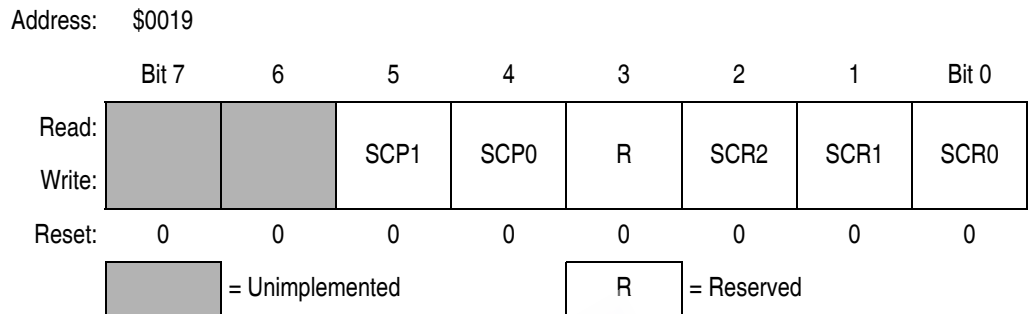 Address: $0019
Bit 7 6 5 4 3 2 1 Bit 0
Read:
SCP1 SCP0 R SCR2 SCR1 SCR0
Write:
Reset: 0 0 0 0 0 0 0 0
= Unimplemented R = Reserved